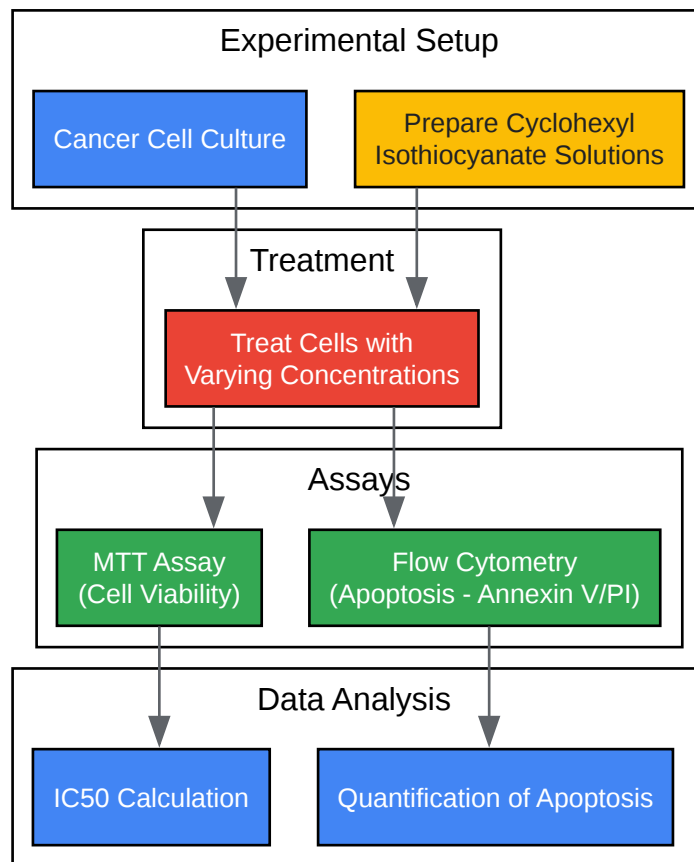 Experimental Setup
Cancer Cell Culture
Prepare Cyclohexyl
Isothiocyanate Solutions
Treatment
Treat Cells with
Varying Concentrations
Assays
MTT Assay
(Cell Viability)
Flow Cytometry
(Apoptosis - Annexin V/PI)
Data Analysis
IC50 Calculation
Quantification of Apoptosis